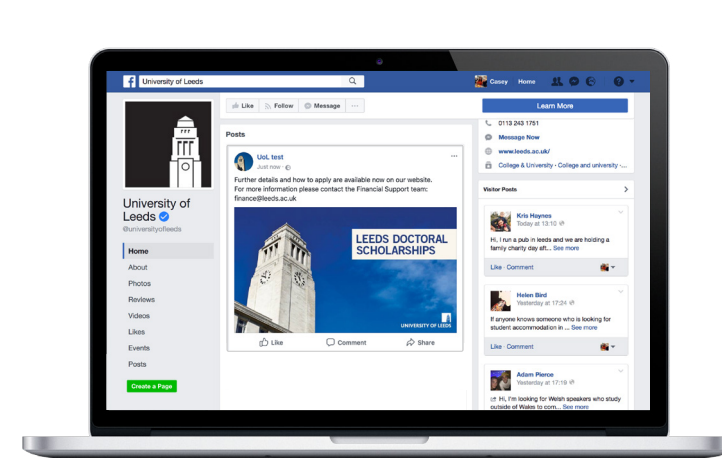 University of Leeds
Casey Home
Like Follow Message ...
Learn More
Posts
0113 243 1751
Message Now
www.leeds.ac.uk/
College & University · College and university -...
UoL test
Just now ·
Further details and how to apply are available now on our website.
For more information please contact the Financial Support team:
finance@leeds.ac.uk
LEEDS DOCTORAL
SCHOLARSHIPS
UNIVERSITY OF LEEDS
Like Comment Share
University of
Leeds
@universityofleeds
Home
About
Photos
Reviews
Videos
Likes
Events
Posts
Create a Page
Visitor Posts
Kris Haynes
Today at 13:10
Hi, I run a pub in leeds and we are holding a
family charity day aft... See more
Like · Comment
Helen Bird
Yesterday at 17:24
If anyone knows someone who is looking for
student accommodation in ... See more
Like · Comment
Adam Pierce
Yesterday at 17:19
Hi, I'm looking for Welsh speakers who study
outside of Wales to com... See more